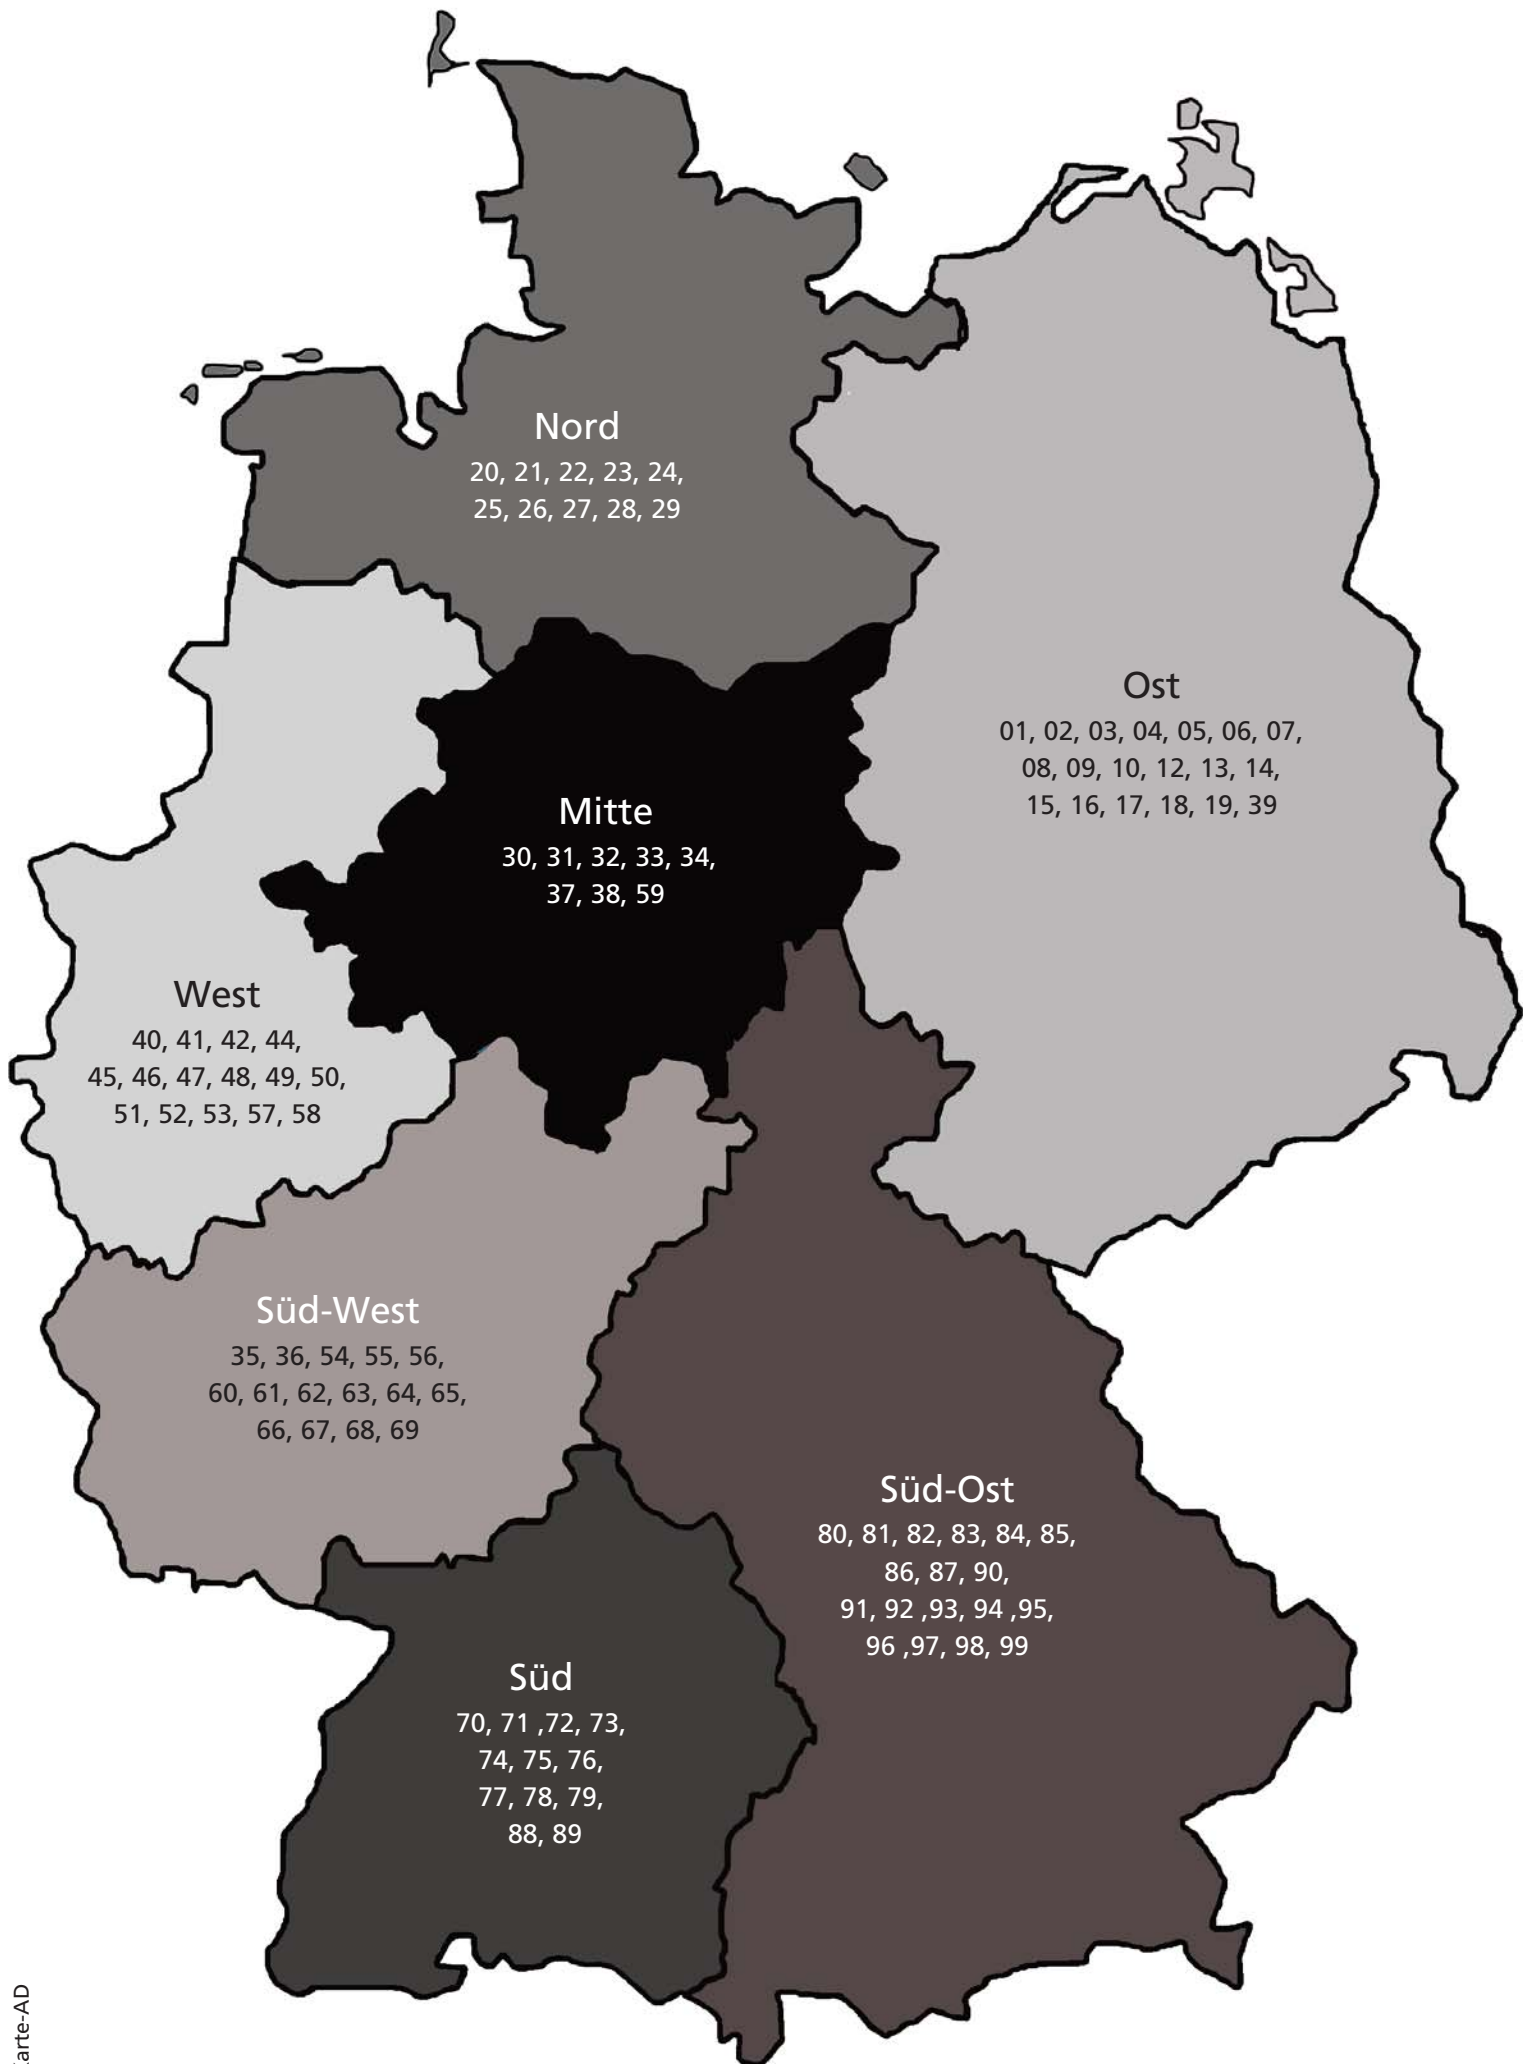 Nord
20, 21, 22, 23, 24,
25, 26, 27, 28, 29
Ost
01, 02, 03, 04, 05, 06, 07,
08, 09, 10, 12, 13, 14,
15, 16, 17, 18, 19, 39
Mitte
30, 31, 32, 33, 34,
37, 38, 59
West
40, 41, 42, 44,
45, 46, 47, 48, 49, 50,
51, 52, 53, 57, 58
Süd-West
35, 36, 54, 55, 56,
60, 61, 62, 63, 64, 65,
66, 67, 68, 69
Süd-Ost
80, 81, 82, 83, 84, 85,
86, 87, 90,
91, 92 ,93, 94 ,95,
96 ,97, 98, 99
Süd
70, 71 ,72, 73,
74, 75, 76,
77, 78, 79,
88, 89